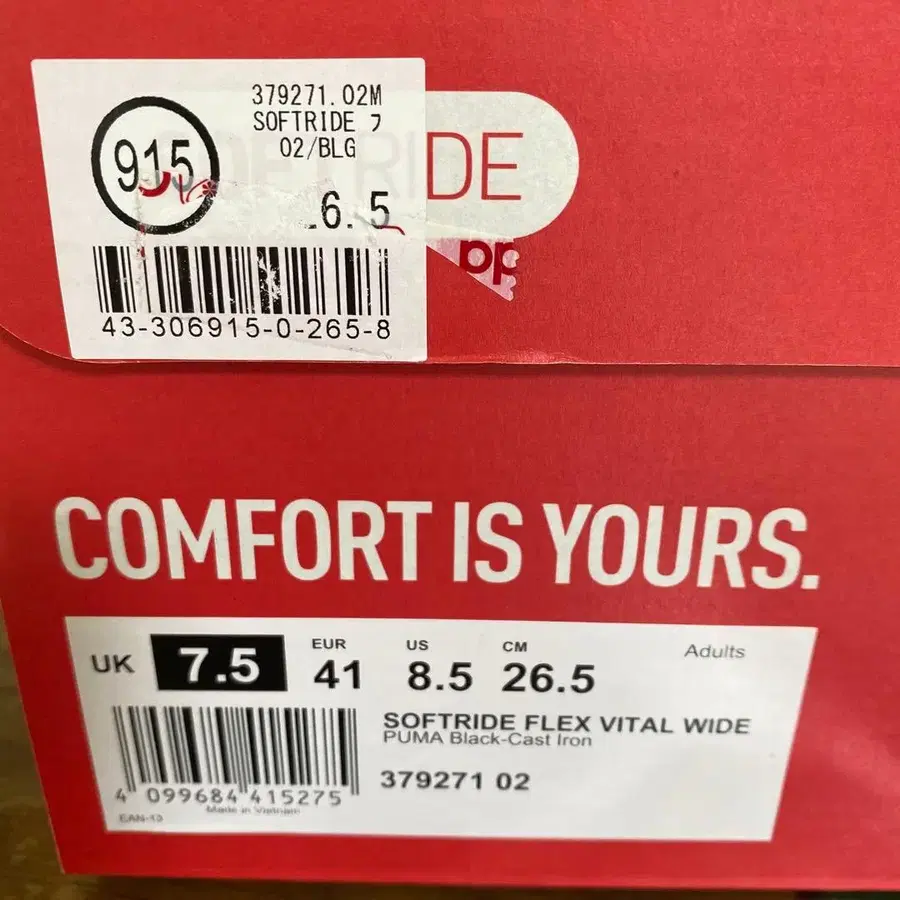 379271.02M
SOFTRIDE フ
02/BLG
915
6.5
43-306915-0-265-8
SOFTRIDE
COMFORT IS YOURS.
UK 7.5 EUR 41 US 8.5 CM 26.5 Adults
SOFTRIDE FLEX VITAL WIDE
PUMA Black-Cast Iron
379271 02
4 099684 415275
Made in Vietnam
EAN-13